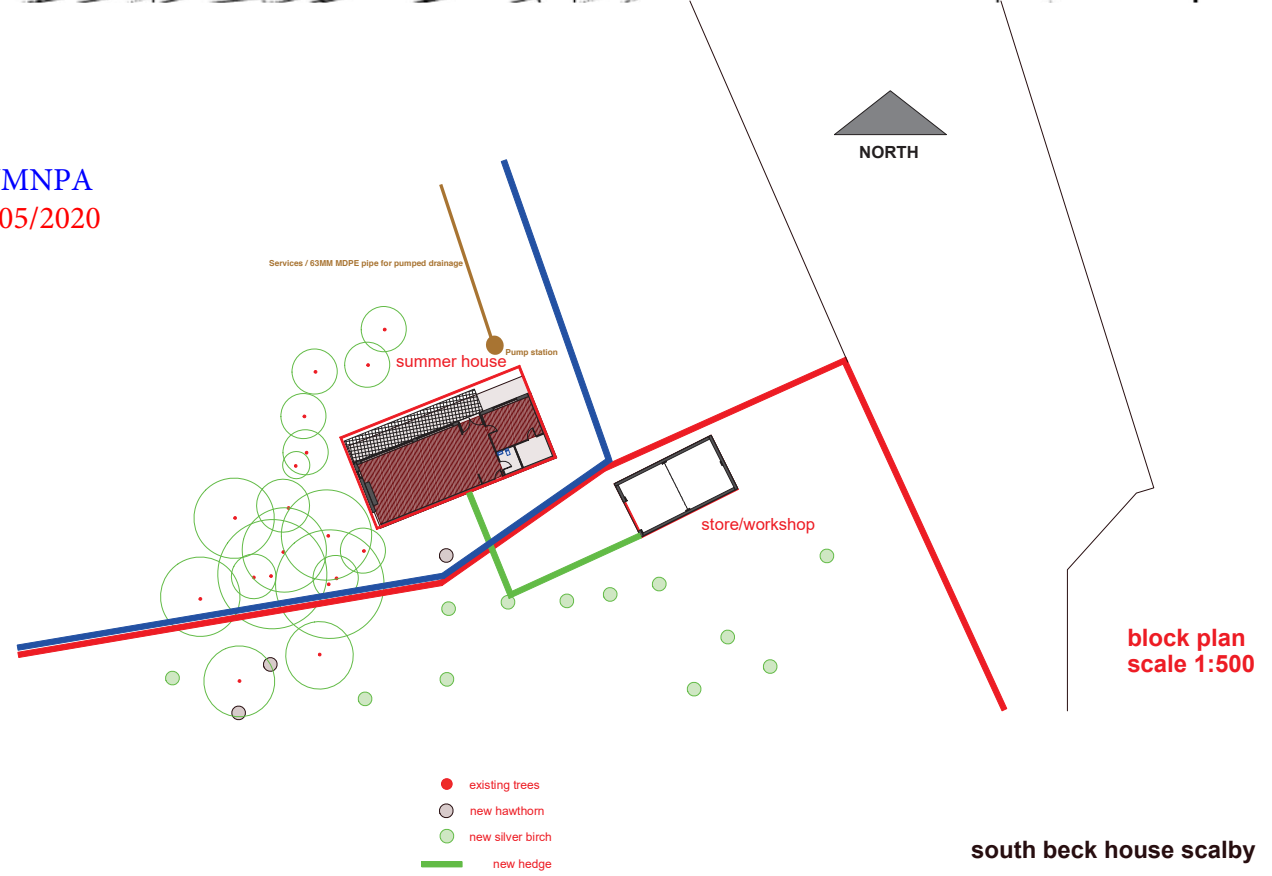 NORTH
MNPA
05/2020
Services / 63MM MDPE pipe for pumped drainage
Pump station
summer house
store/workshop
block plan
scale 1:500
existing trees
new hawthorn
new silver birch
new hedge
south beck house scalby